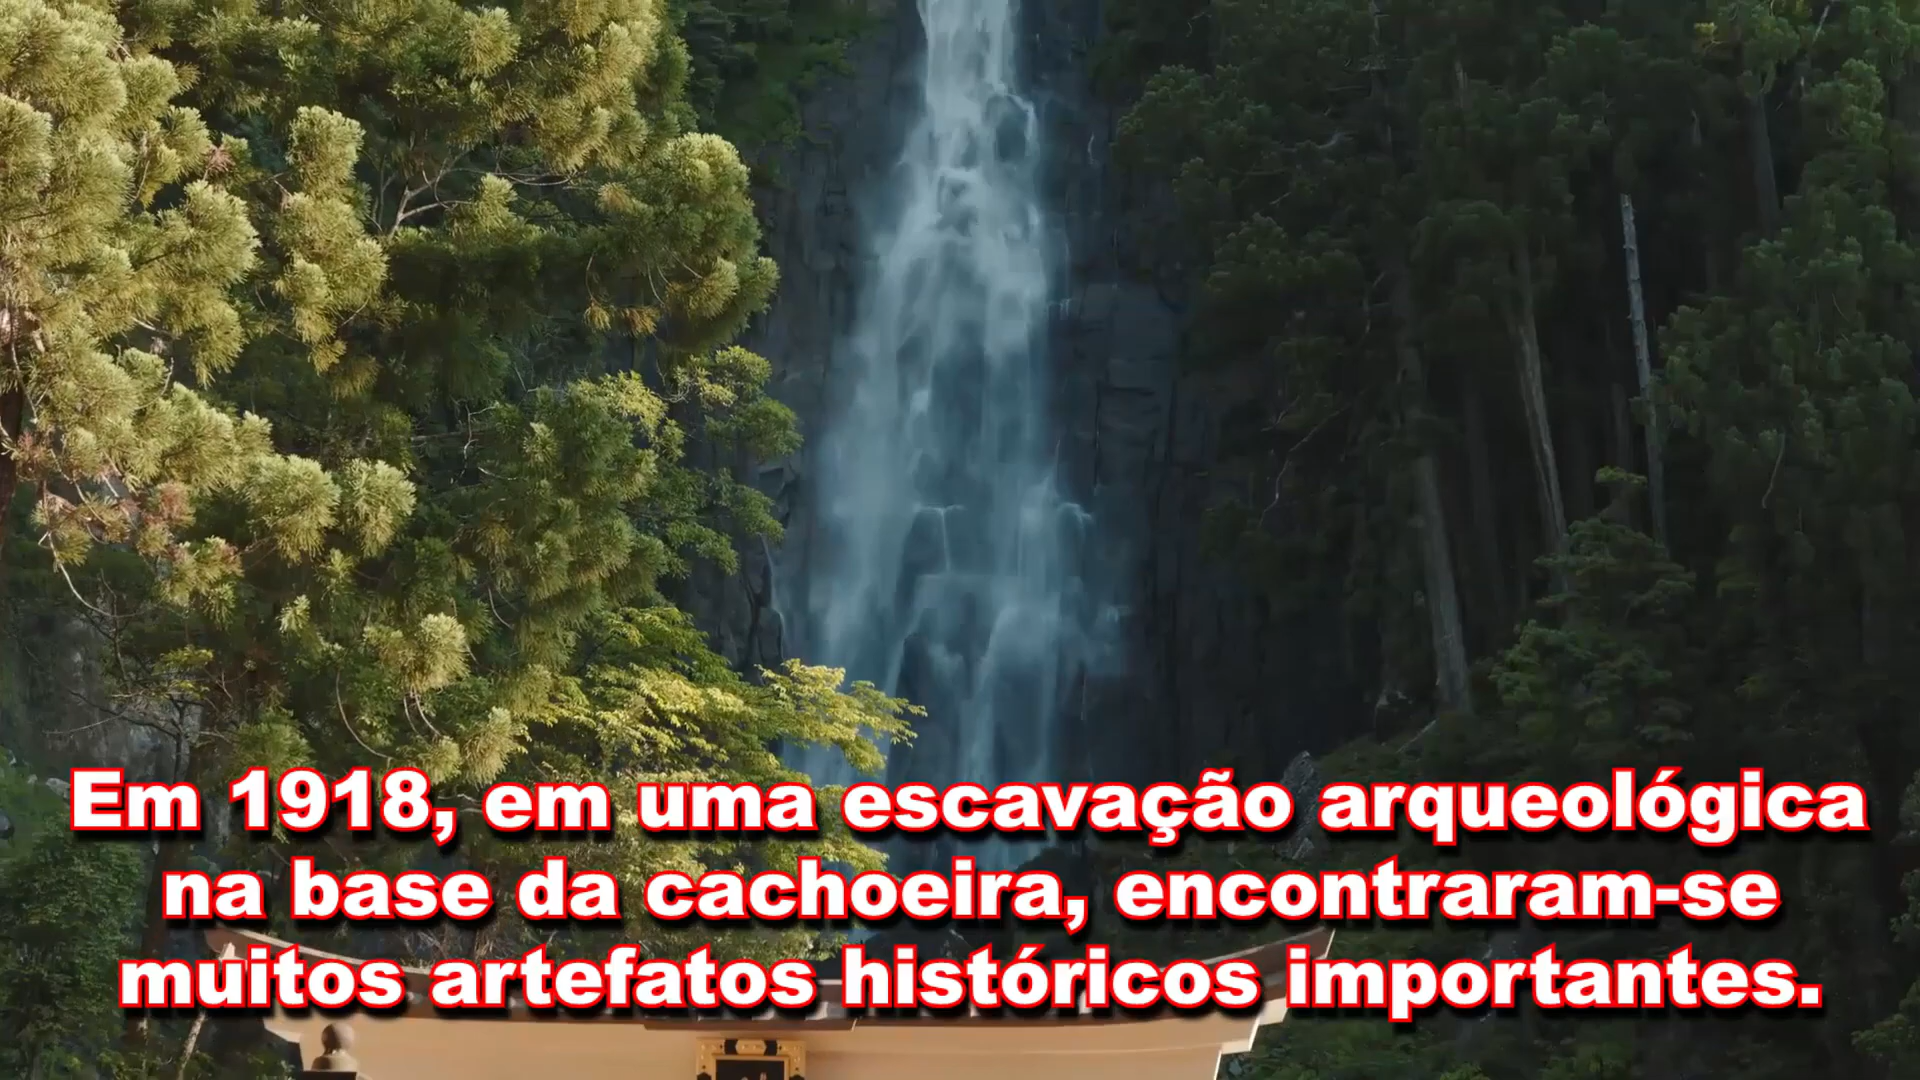 Em 1918, em uma escavação arqueológica
na base da cachoeira, encontraram-se
muitos artefatos históricos importantes.